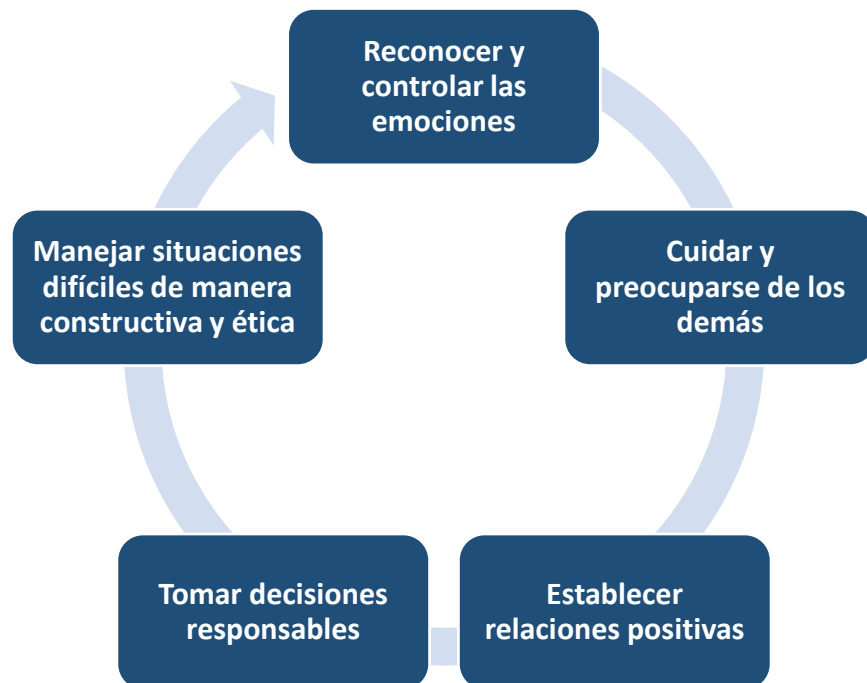 Reconocer y
controlar las
emociones
Cuidar y
preocuparse de los
demás
Establecer
relaciones positivas
Tomar decisiones
responsables
Manejar situaciones
difíciles de manera
constructiva y ética